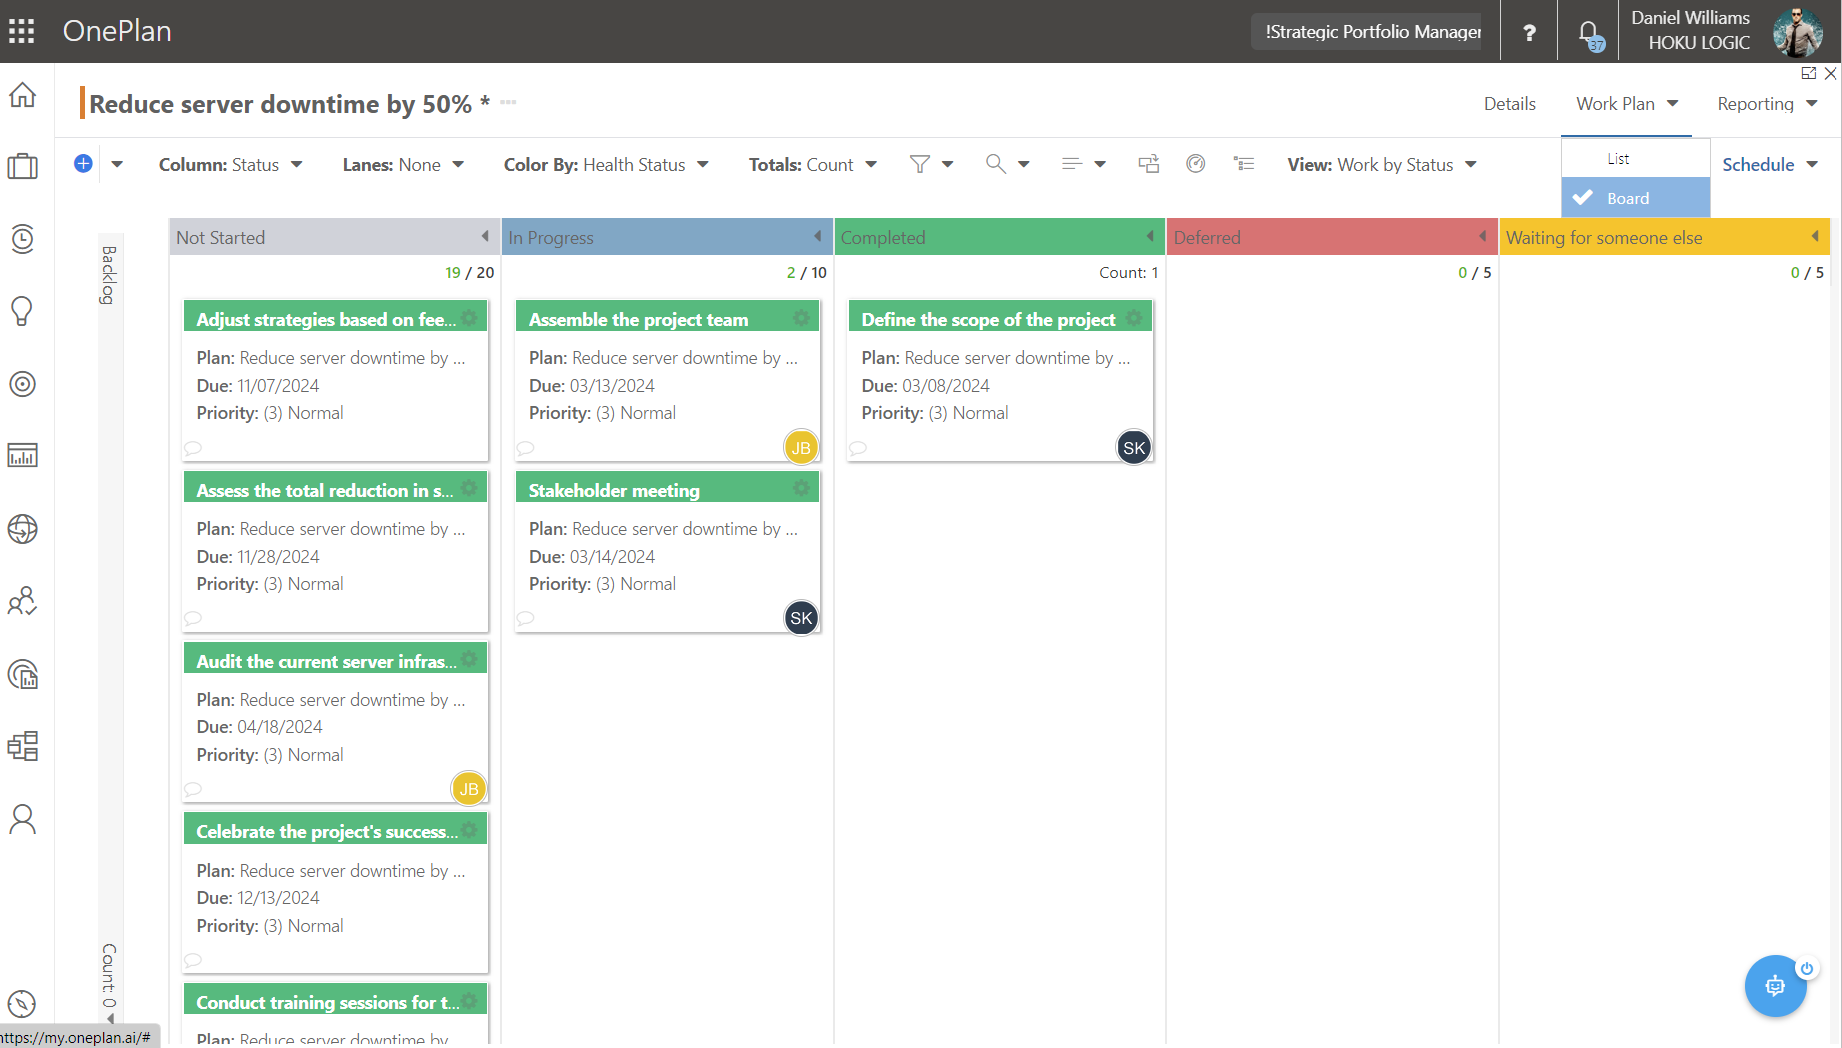 OnePlan
!Strategic Portfolio Manager
?
37
Daniel Williams
HOKU LOGIC
Reduce server downtime by 50% * ...
Details
Work Plan
Reporting
Column: Status
Lanes: None
Color By: Health Status
Totals: Count
View: Work by Status
List
Board
Schedule
Backlog
Count: 0
Not Started
19 / 20
Adjust strategies based on fee...
Plan: Reduce server downtime by ...
Due: 11/07/2024
Priority: (3) Normal
Assess the total reduction in s...
Plan: Reduce server downtime by ...
Due: 11/28/2024
Priority: (3) Normal
Audit the current server infras...
Plan: Reduce server downtime by ...
Due: 04/18/2024
Priority: (3) Normal
JB
Celebrate the project's success...
Plan: Reduce server downtime by ...
Due: 12/13/2024
Priority: (3) Normal
Conduct training sessions for t...
Plan: Reduce server downtime by ...
In Progress
2 / 10
Assemble the project team
Plan: Reduce server downtime by ...
Due: 03/13/2024
Priority: (3) Normal
JB
Stakeholder meeting
Plan: Reduce server downtime by ...
Due: 03/14/2024
Priority: (3) Normal
SK
Completed
Count: 1
Define the scope of the project
Plan: Reduce server downtime by ...
Due: 03/08/2024
Priority: (3) Normal
SK
Deferred
0 / 5
Waiting for someone else
0 / 5
https://my.oneplan.ai/#